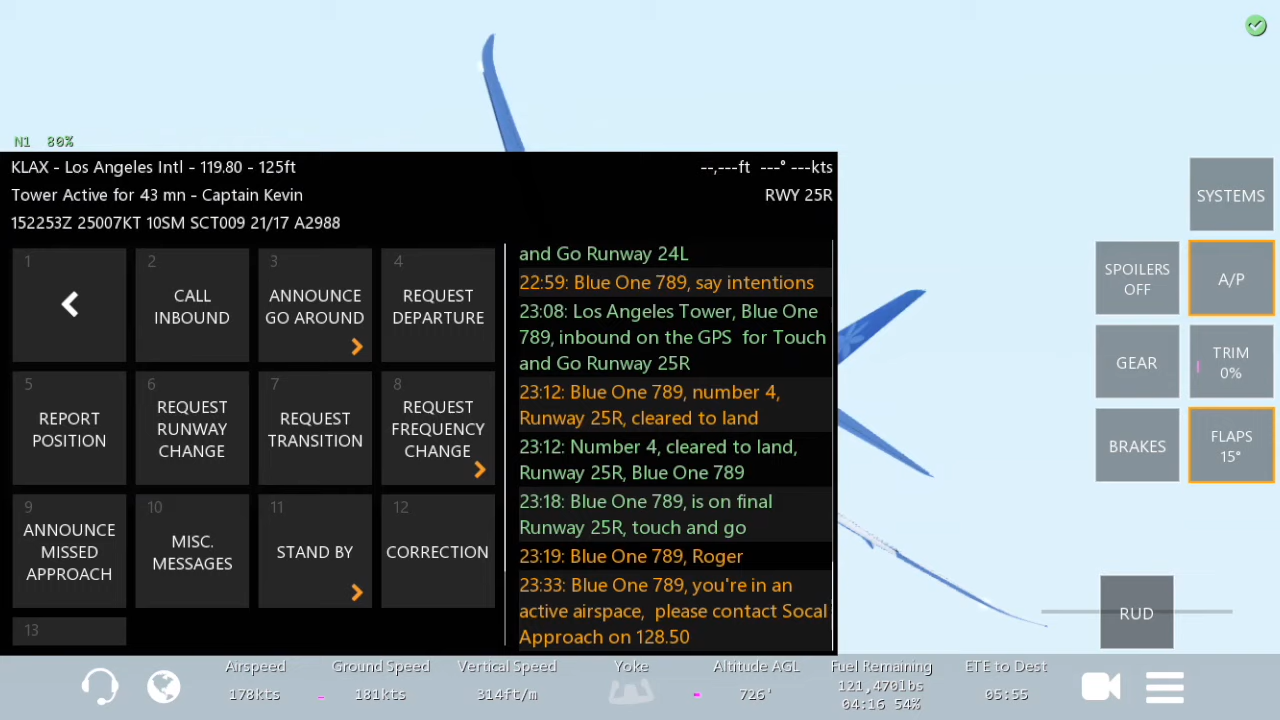 N1 80%
KLAX - Los Angeles Intl - 119.80 - 125ft
--,---ft ---° ---kts
Tower Active for 43 mn - Captain Kevin
RWY 25R
152253Z 25007KT 10SM SCT009 21/17 A2988
1
2
CALL
INBOUND
3
ANNOUNCE
GO AROUND
4
REQUEST
DEPARTURE
5
REPORT
POSITION
6
REQUEST
RUNWAY
CHANGE
7
REQUEST
TRANSITION
8
REQUEST
FREQUENCY
CHANGE
9
ANNOUNCE
MISSED
APPROACH
10
MISC.
MESSAGES
11
STAND BY
12
CORRECTION
13
and Go Runway 24L
22:59: Blue One 789, say intentions
23:08: Los Angeles Tower, Blue One
789, inbound on the GPS for Touch
and Go Runway 25R
23:12: Blue One 789, number 4,
Runway 25R, cleared to land
23:12: Number 4, cleared to land,
Runway 25R, Blue One 789
23:18: Blue One 789, is on final
Runway 25R, touch and go
23:19: Blue One 789, Roger
23:33: Blue One 789, you're in an
active airspace, please contact Socal
Approach on 128.50
SYSTEMS
SPOILERS
OFF
A/P
GEAR
TRIM
0%
BRAKES
FLAPS
15°
RUD
Airspeed
178kts
Ground Speed
181kts
Vertical Speed
314ft/m
Yoke
Altitude AGL
726'
Fuel Remaining
121,470lbs
04:16 54%
ETE to Dest
05:55